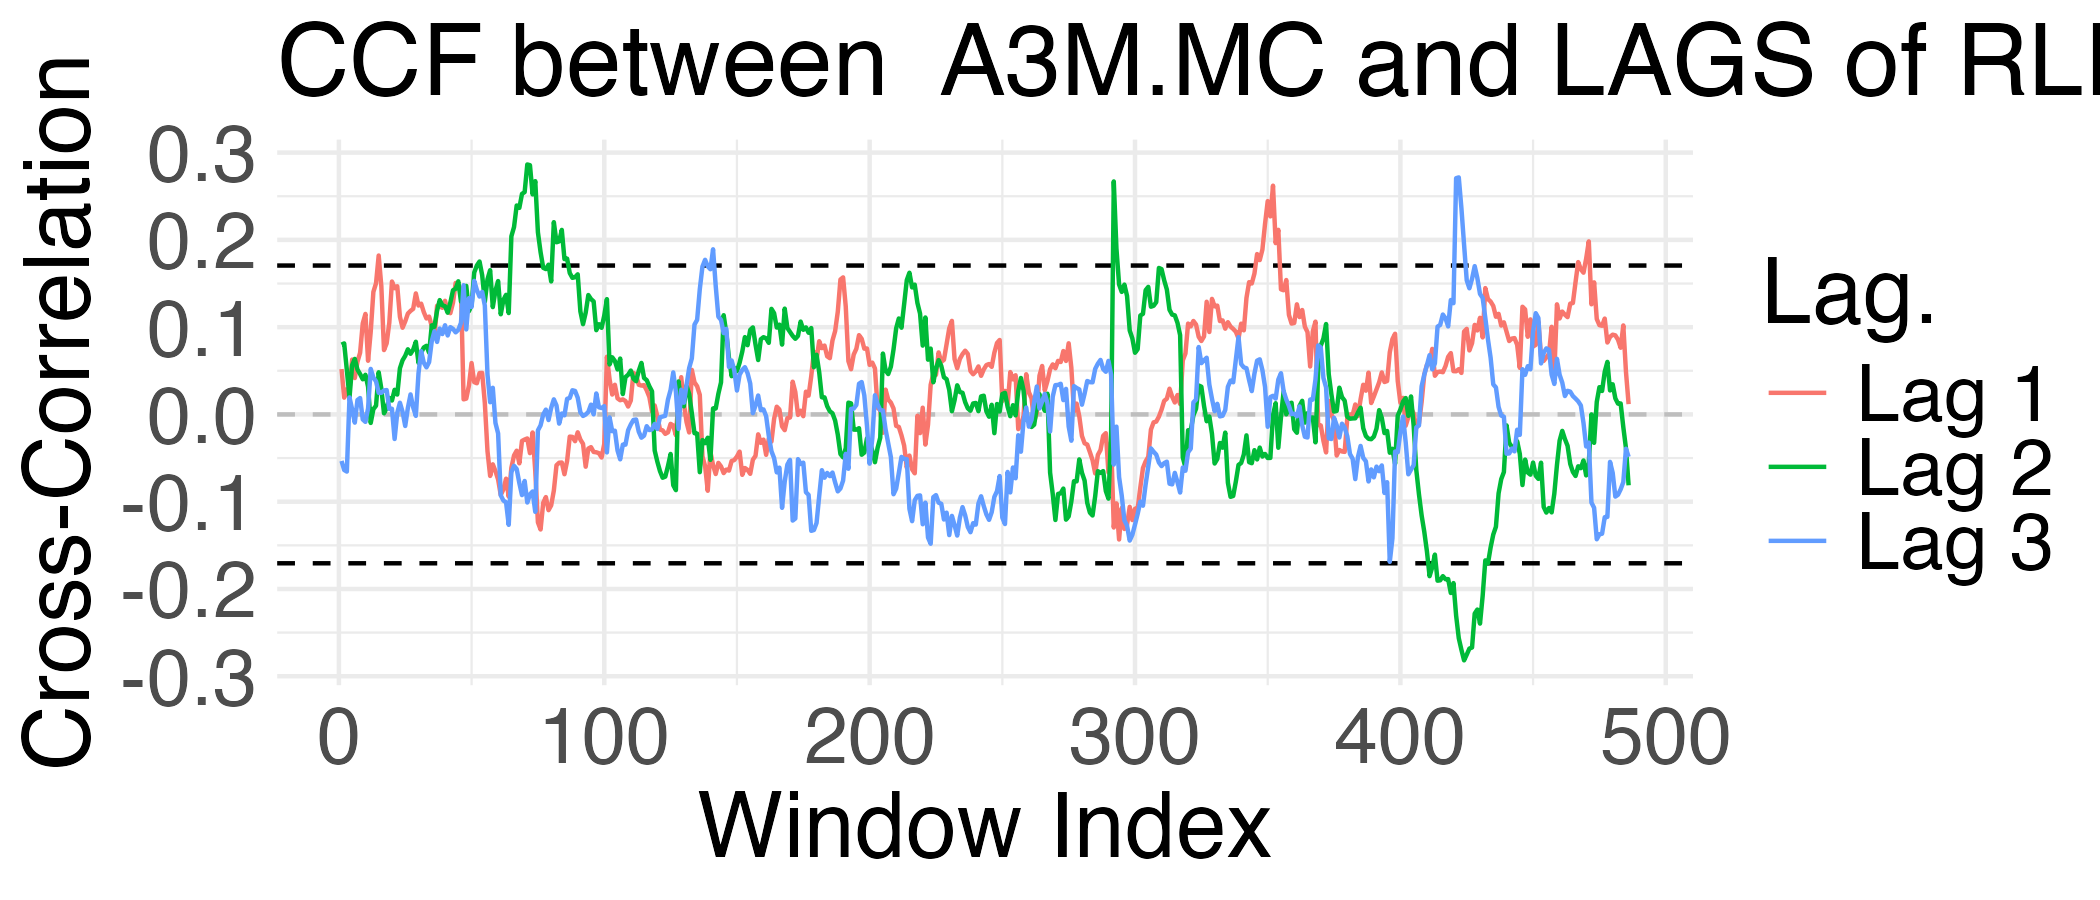 CCF between A3M.MC and LAGS of
Cross-Correlation
0.3
0.2
0.1
0.0
-0.1
-0.2
-0.3
0 100 200 300 400 500
Window Index
Lag.
Lag 1
Lag 2
Lag 3